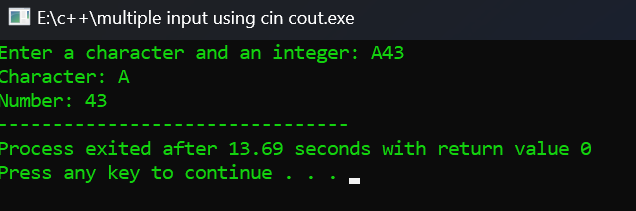 E:\c++\multiple input using cin cout.exe
Enter a character and an integer: A43
Character: A
Number: 43
--------------------------------
Process exited after 13.69 seconds with return value 0
Press any key to continue . . .